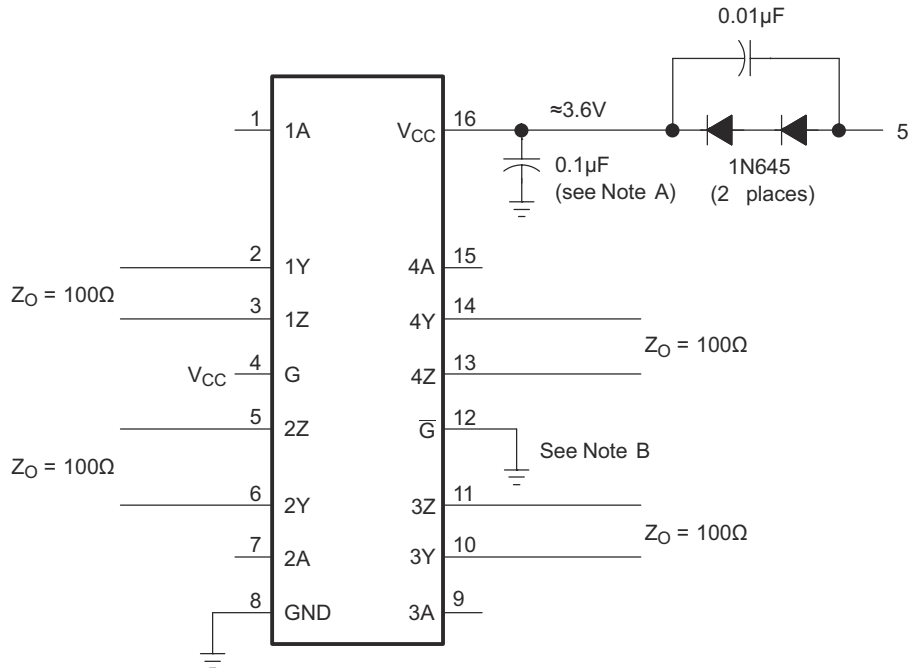 0.01µF
1
1A
VCC
16
≈3.6V
5
0.1µF
(see Note A)
1N645
(2 places)
2
1Y
4A
15
ZO = 100Ω
3
1Z
4Y
14
ZO = 100Ω
VCC
4
G
4Z
13
5
2Z
G̅
12
See Note B
ZO = 100Ω
6
2Y
3Z
11
ZO = 100Ω
7
2A
3Y
10
8
GND
3A
9